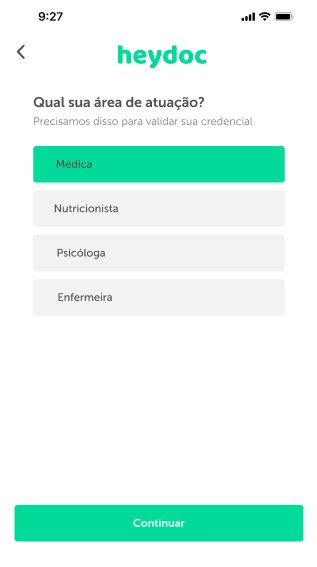 9:27
heydoc
Qual sua área de atuação?
Precisamos disso para validar sua credencial
Médica
Nutricionista
Psicóloga
Enfermeira
Continuar